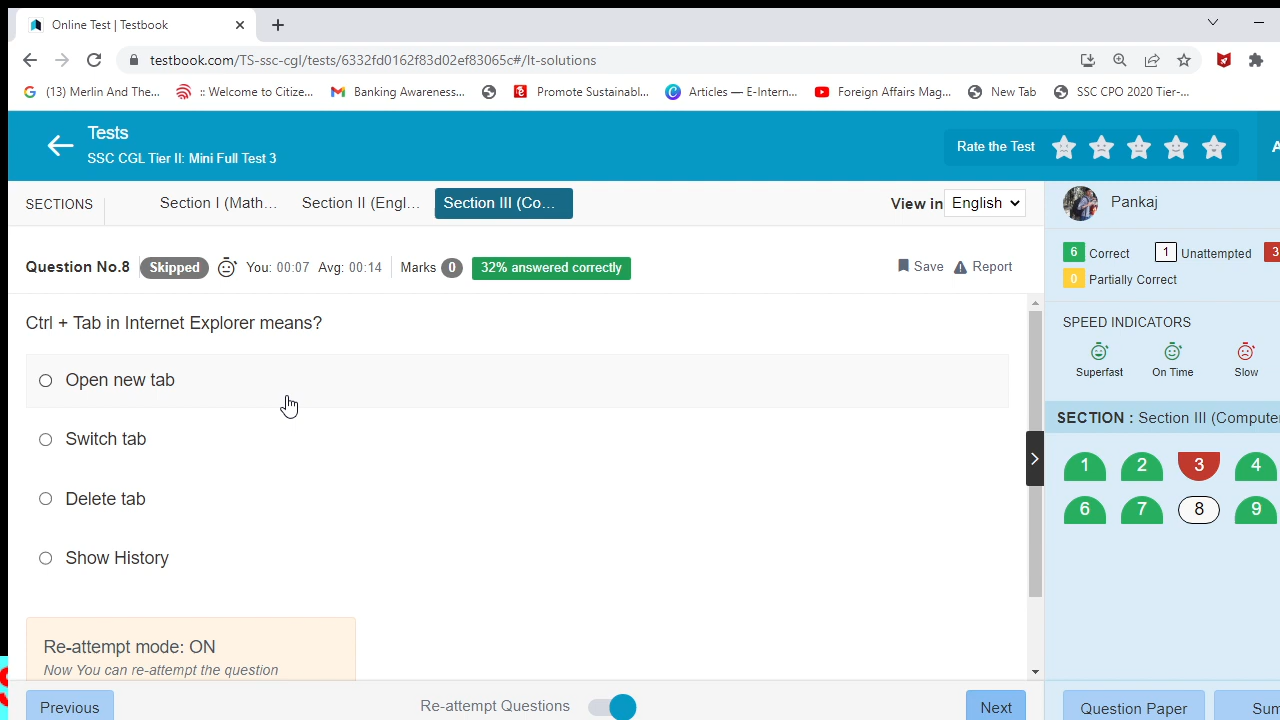 Online Test | Testbook
testbook.com/TS-ssc-cgl/tests/6332fd0162f83d02ef83065c#/lt-solutions
(13) Merlin And The...
:: Welcome to Citize...
Banking Awareness...
Promote Sustainabl...
Articles — E-Intern...
Foreign Affairs Mag...
New Tab
SSC CPO 2020 Tier-...
Tests
SSC CGL Tier II: Mini Full Test 3
Rate the Test
A
SECTIONS
Section I (Math...
Section II (Engl...
Section III (Co...
View in English
Pankaj
Question No.8 Skipped You: 00:07 Avg: 00:14 Marks 0 32% answered correctly
Save Report
6 Correct 1 Unattempted 3
0 Partially Correct
Ctrl + Tab in Internet Explorer means?
Open new tab
Switch tab
Delete tab
Show History
SPEED INDICATORS
Superfast On Time Slow
SECTION : Section III (Computer
1 2 3 4
6 7 8 9
Re-attempt mode: ON
Now You can re-attempt the question
S
Previous
Re-attempt Questions
Next
Question Paper
Sum